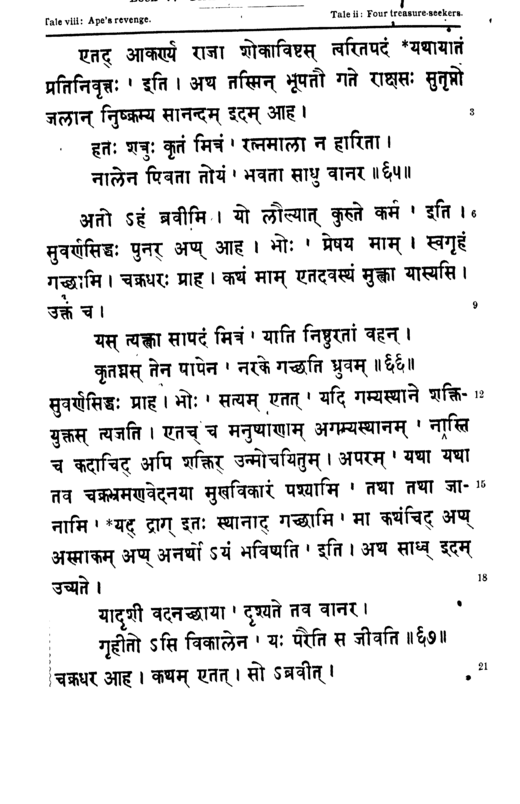 Tale viii: Ape's revenge.
Tale ii: Four treasure-seekers.
एतद् आकर्ण्य राजा शोकाविष्टस् त्वरितपदं *यथायातं
प्रतिनिवृत्तः ' इति । अथ तस्मिन् भूपतौ गते राक्षसः सुतृप्तो
जलान् निष्क्रम्य सानन्दम् इदम् आह । 3
हतः शत्रुः कृतं मित्रं ' रत्नमाला न हारिता ।
नालेन पिबता तोयं ' भवता साधु वानर ॥६५॥
अतो ऽहं ब्रवीमि । यो लौल्यात् कुरुते कर्म ' इति । 6
सुवर्णसिद्धः पुनर् अप्य् आह । भोः ' प्रेषय माम् । स्वगृहं
गच्छामि । चक्रधरः प्राह । कथं माम् एतदवस्थं मुक्त्वा यास्यसि ।
उक्तं च । 9
यस् त्यक्त्वा सापदं मित्रं ' याति निष्ठुरतां वहन् ।
कृतघ्नस् तेन पापेन ' नरके गच्छति ध्रुवम् ॥६६॥
सुवर्णसिद्धः प्राह । भोः ' सत्यम् एतत् ' यदि गम्यस्थाने शक्ति- 12
युक्तस् त्यजति । एतच् च मनुष्याणाम् अगम्यस्थानम् ' नास्ति
च कदाचिद् अपि शक्तिर् उन्मोचयितुम् । अपरम् ' यथा यथा
तव चक्रभ्रमणवेदनया मुखविकारं पश्यामि ' तथा तथा जा- 15
नामि ' *यद् द्राग् इतः स्थानाद् गच्छामि ' मा कथंचिद् अप्य्
अस्माकम् अप्य् अनर्थो ऽयं भविष्यति ' इति । अथ साध्व् इदम्
उच्यते । 18
यादृशी वदनच्छाया ' दृश्यते तव वानर ।
गृहीतो ऽसि विकालेन ' यः परैति स जीवति ॥६७॥
चक्रधर आह । कथम् एतत् । सो ऽब्रवीत् । 21